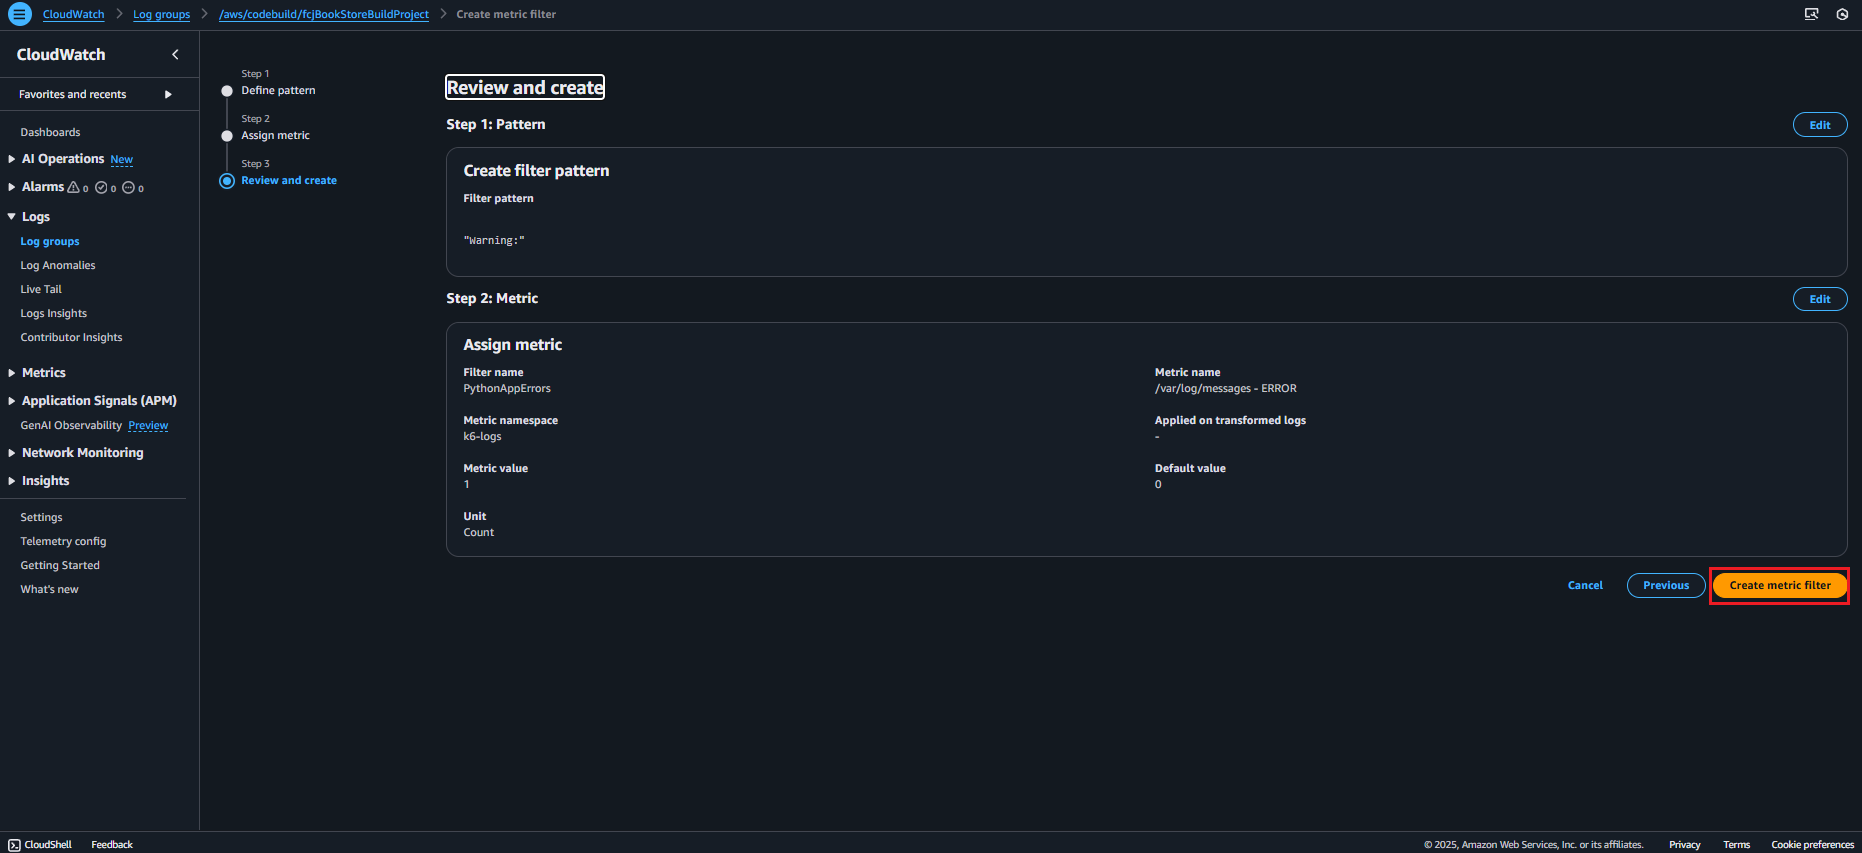 CloudWatch > Log groups > /aws/codebuild/fcjBookStoreBuildProject > Create metric filter
CloudWatch
Favorites and recents
Dashboards
AI Operations New
Alarms 0 0 0
Logs
Log groups
Log Anomalies
Live Tail
Logs Insights
Contributor Insights
Metrics
Application Signals (APM)
GenAI Observability Preview
Network Monitoring
Insights
Settings
Telemetry config
Getting Started
What's new
Step 1
Define pattern
Step 2
Assign metric
Step 3
Review and create
Review and create
Step 1: Pattern
Edit
Create filter pattern
Filter pattern
"Warning:"
Step 2: Metric
Edit
Assign metric
Filter name
PythonAppErrors
Metric name
/var/log/messages - ERROR
Metric namespace
k6-logs
Applied on transformed logs
-
Metric value
1
Default value
0
Unit
Count
Cancel
Previous
Create metric filter
CloudShell Feedback
© 2025, Amazon Web Services, Inc. or its affiliates. Privacy Terms Cookie preferences